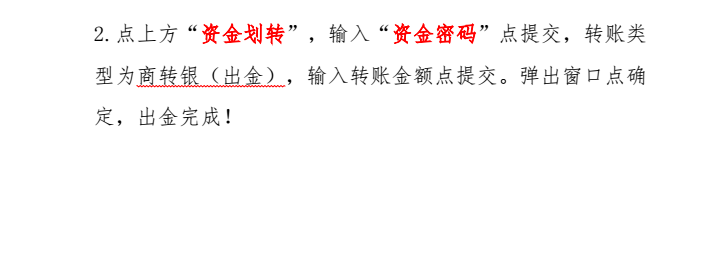 2.点上方“资金划转”，输入“资金密码”点提交，转账类
型为商转银（出金），输入转账金额点提交。弹出窗口点确
定，出金完成！